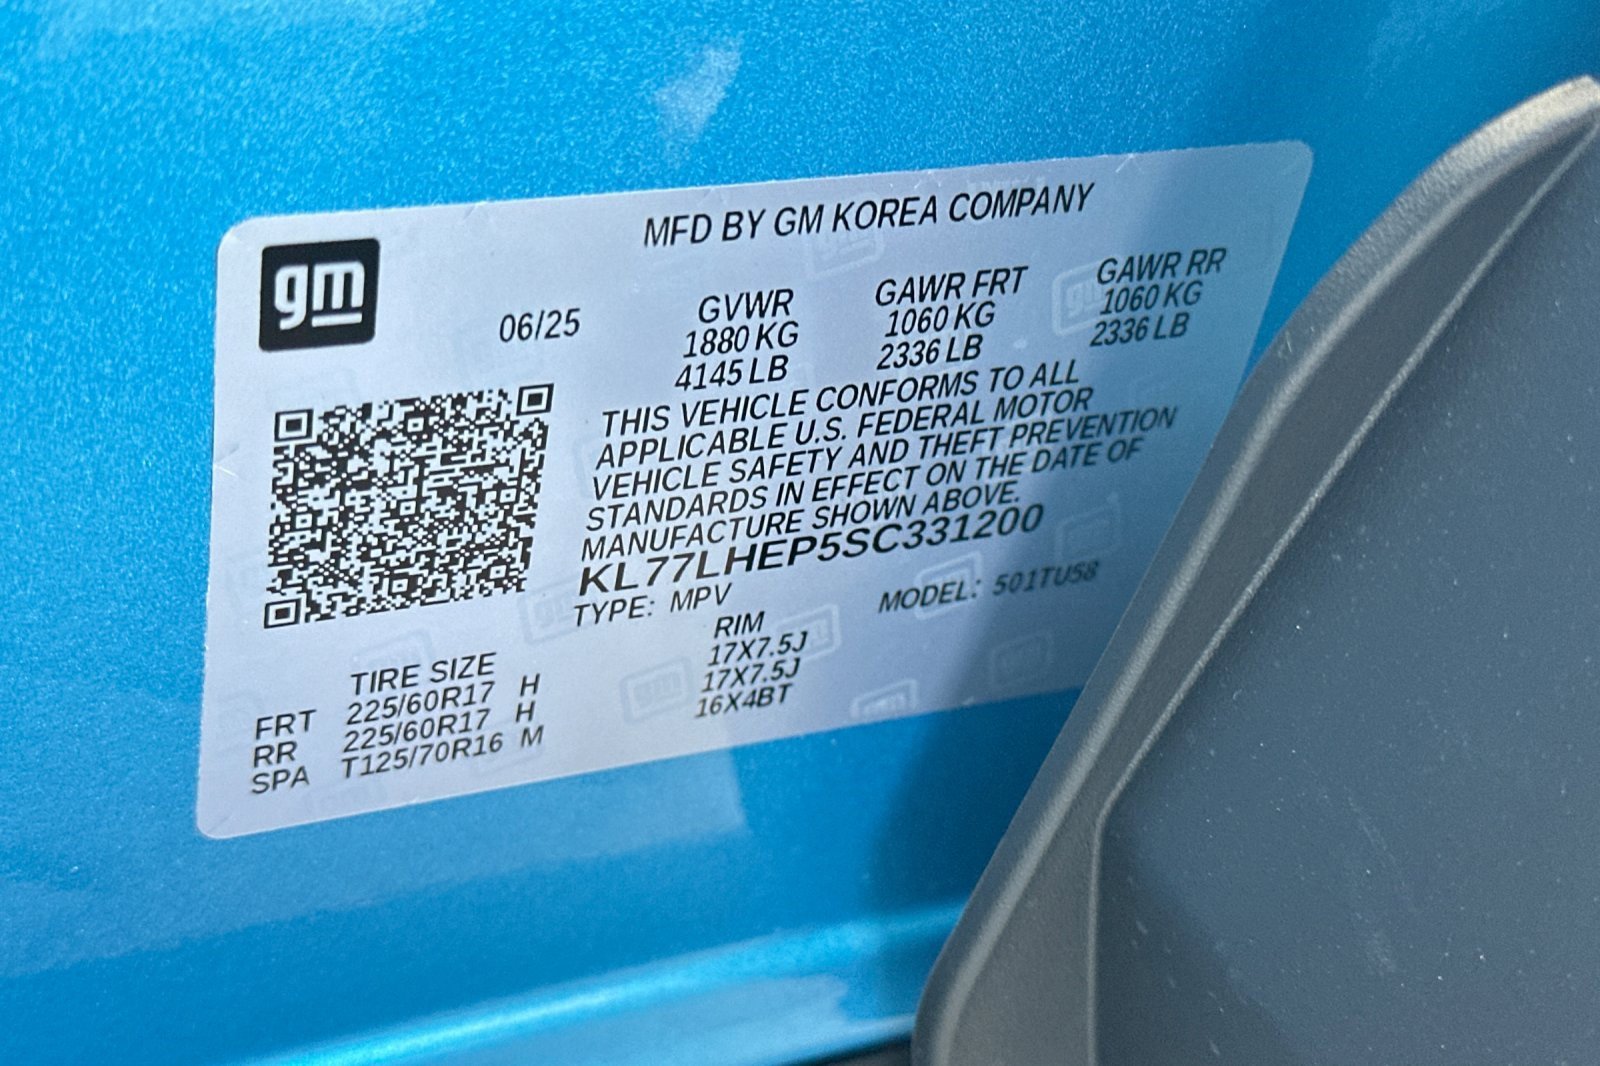 gm
MFD BY GM KOREA COMPANY
06/25
GVWR GAWR FRT GAWR RR
1880 KG 1060 KG 1060 KG
4145 LB 2336 LB 2336 LB
THIS VEHICLE CONFORMS TO ALL
APPLICABLE U.S. FEDERAL MOTOR
VEHICLE SAFETY AND THEFT PREVENTION
STANDARDS IN EFFECT ON THE DATE OF
MANUFACTURE SHOWN ABOVE.
KL77LHEP5SC331200
TYPE: MPV MODEL: 501TU58
TIRE SIZE RIM
FRT 225/60R17 H 17X7.5J
RR 225/60R17 H 17X7.5J
SPA T125/70R16 M 16X4BT